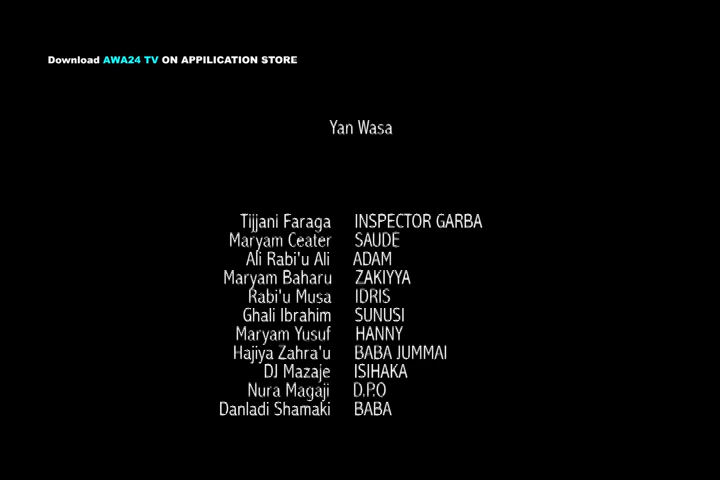 Download AWA24 TV ON APPILICATION STORE
Yan Wasa
Tijjani Faraga INSPECTOR GARBA
Maryam Ceater SAUDE
Ali Rabi'u Ali ADAM
Maryam Baharu ZAKIYYA
Rabi'u Musa IDRIS
Ghali Ibrahim SUNUSI
Maryam Yusuf HANNY
Hajiya Zahra'u BABA JUMMAI
DJ Mazaje ISIHAKA
Nura Magaji D.P.O
Danladi Shamaki BABA